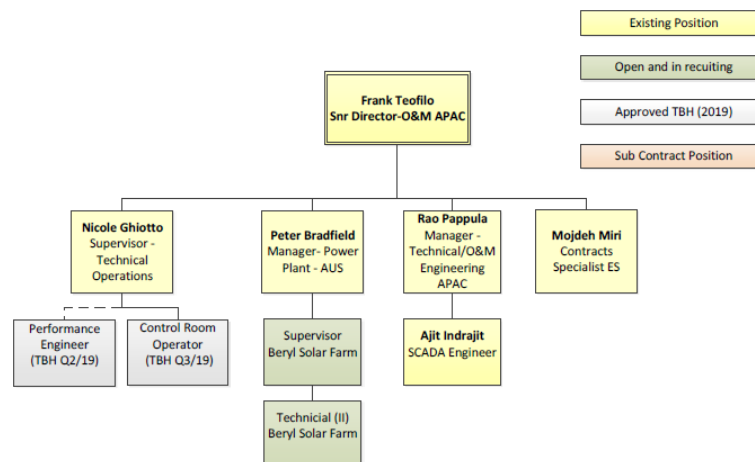 Existing Position
Open and in recuiting
Approved TBH (2019)
Sub Contract Position
Frank Teofilo
Snr Director-O&M APAC
Nicole Ghiotto
Supervisor -
Technical
Operations
Peter Bradfield
Manager- Power
Plant - AUS
Rao Pappula
Manager -
Technical/O&M
Engineering
APAC
Mojdeh Miri
Contracts
Specialist ES
Performance
Engineer
(TBH Q2/19)
Control Room
Operator
(TBH Q3/19)
Supervisor
Beryl Solar Farm
Ajit Indrajit
SCADA Engineer
Technicial (II)
Beryl Solar Farm